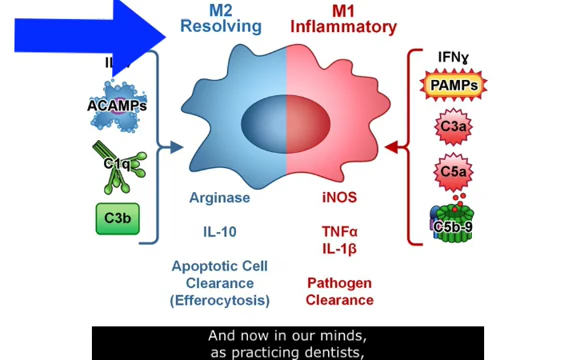 M2
Resolving
M1
Inflammatory
ACAMPs
C1q
C3b
IFNɣ
PAMPs
C3a
C5a
C5b-9
Arginase
IL-10
Apoptotic Cell
Clearance
(Efferocytosis)
iNOS
TNFα
IL-1β
Pathogen
Clearance
And now in our minds,
as practicing dentists,